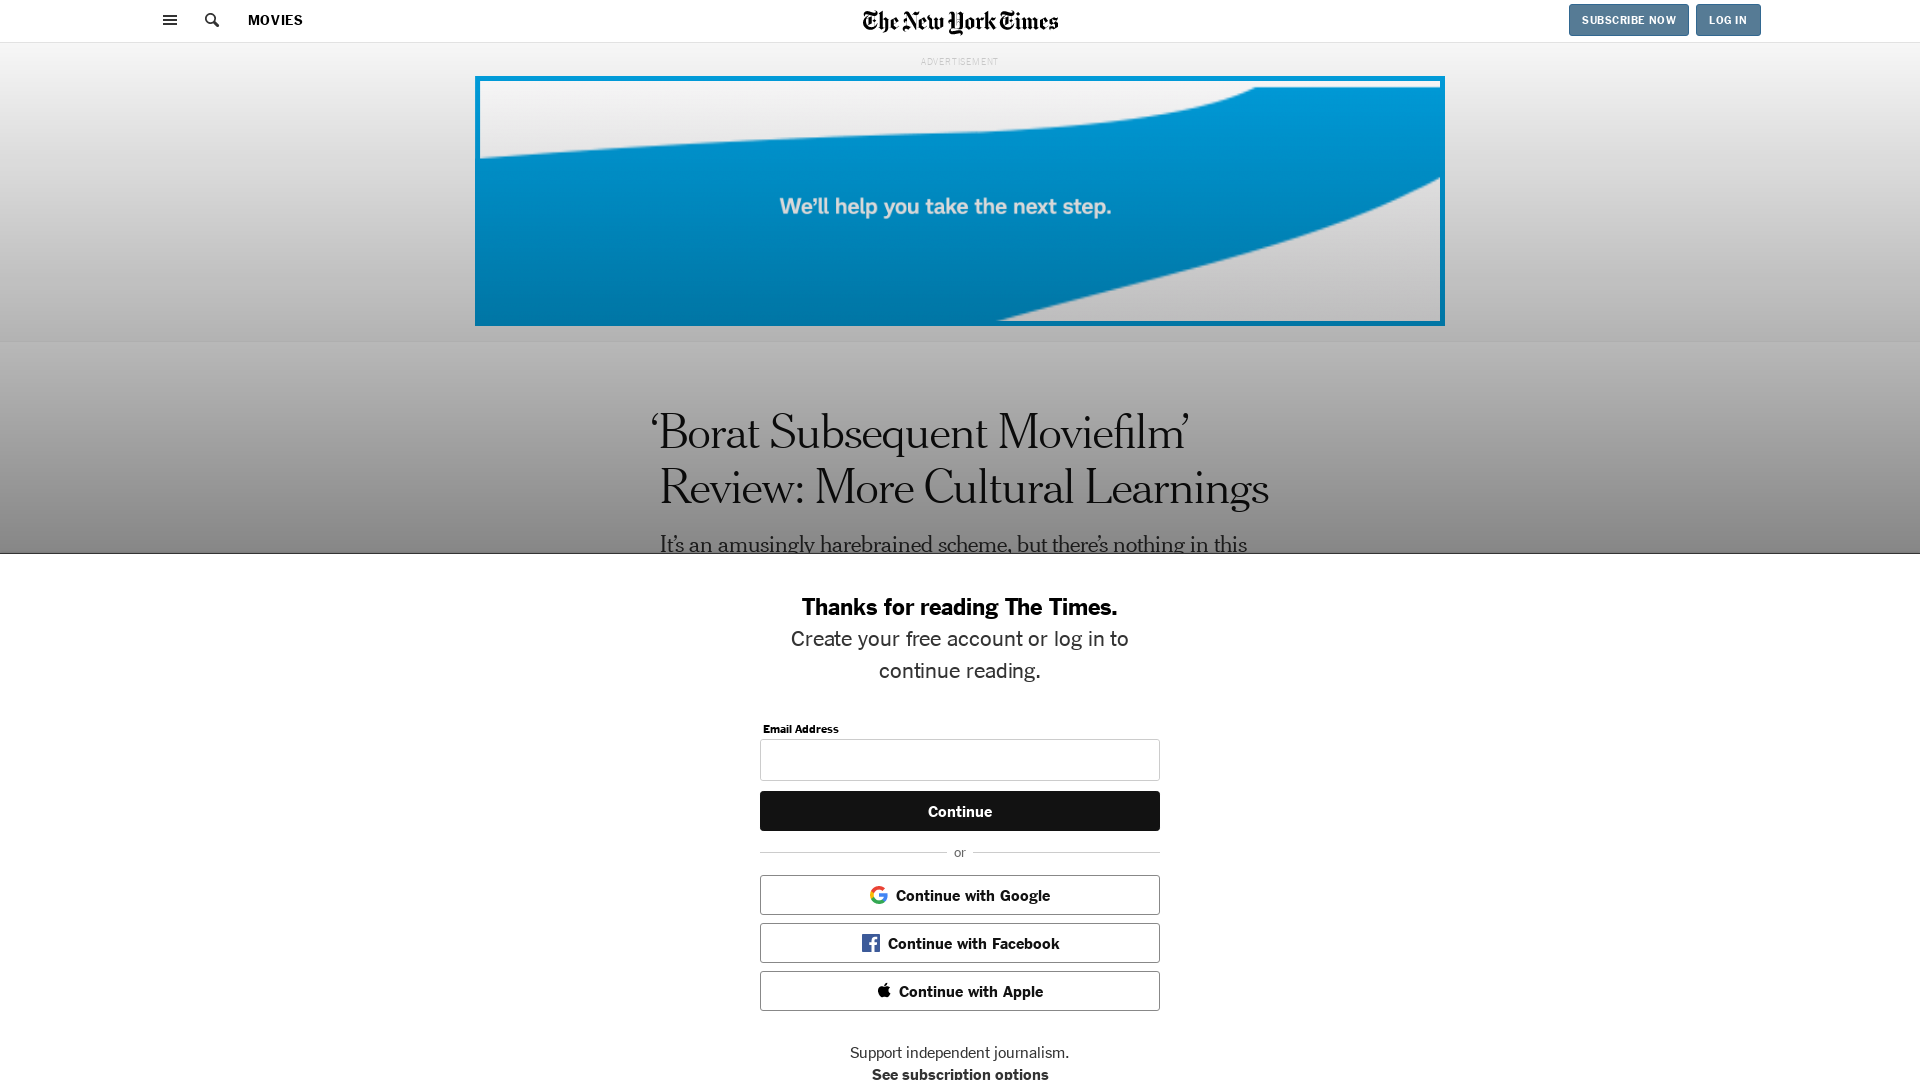 MOVIES
The New York Times
SUBSCRIBE NOW
LOG IN
ADVERTISEMENT
We'll help you take the next step.
‘Borat Subsequent Moviefilm’
Review: More Cultural Learnings
It’s an amusingly harebrained scheme, but there’s nothing in this
Thanks for reading The Times.
Create your free account or log in to
continue reading.
Email Address
Continue
or
Continue with Google
Continue with Facebook
Continue with Apple
Support independent journalism.
See subscription options